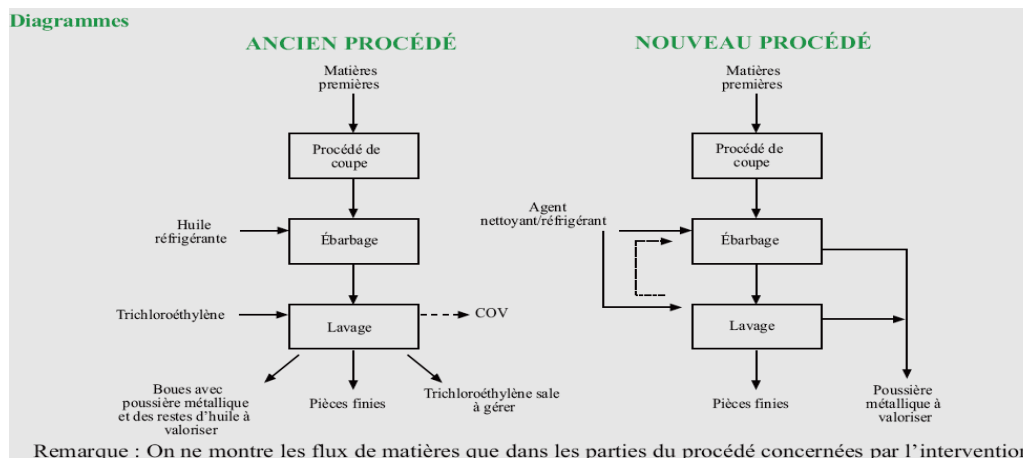 Diagrammes
ANCIEN PROCÉDÉ
Matières
premières
Procédé de
coupe
Huile
réfrigérante
Ébarbage
Trichloroéthylène
Lavage
COV
Boues avec
poussière métallique
et des restes d'huile à
valoriser
Pièces finies
Trichloroéthylène sale
à gérer
NOUVEAU PROCÉDÉ
Matières
premières
Procédé de
coupe
Agent
nettoyant/réfrigérant
Ébarbage
Lavage
Pièces finies
Poussière
métallique à
valoriser
Remarque : On ne montre les flux de matières que dans les parties du procédé concernées par l'intervention